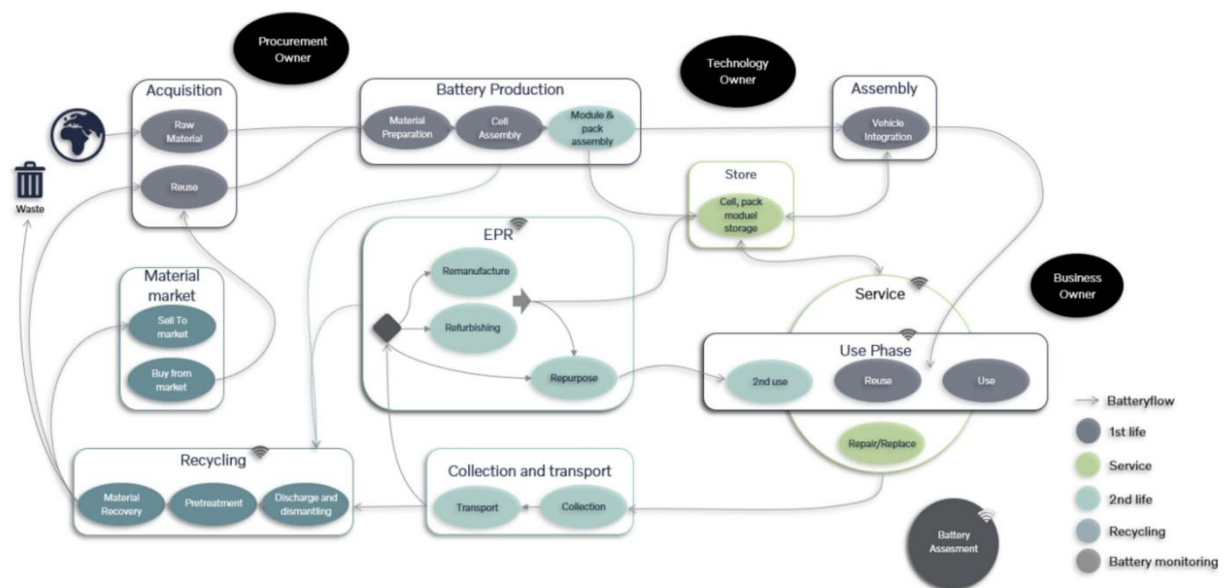 Procurement
Owner
Technology
Owner
Acquisition
Raw
Material
Reuse
Battery Production
Material
Preparation
Cell
Assembly
Module &
pack
assembly
Assembly
Vehicle
Integration
Waste
Store
Cell, pack
moduel
storage
EPR
Remanufacture
Refurbishing
Repurpose
Material
market
Sell To
market
Buy from
market
Business
Owner
Service
Use Phase
2nd use
Reuse
Use
Repair/Replace
Recycling
Material
Recovery
Pretreatment
Discharge and
dismantling
Collection and transport
Transport
Collection
Battery
Assesment
Batteryflow
1st life
Service
2nd life
Recycling
Battery monitoring